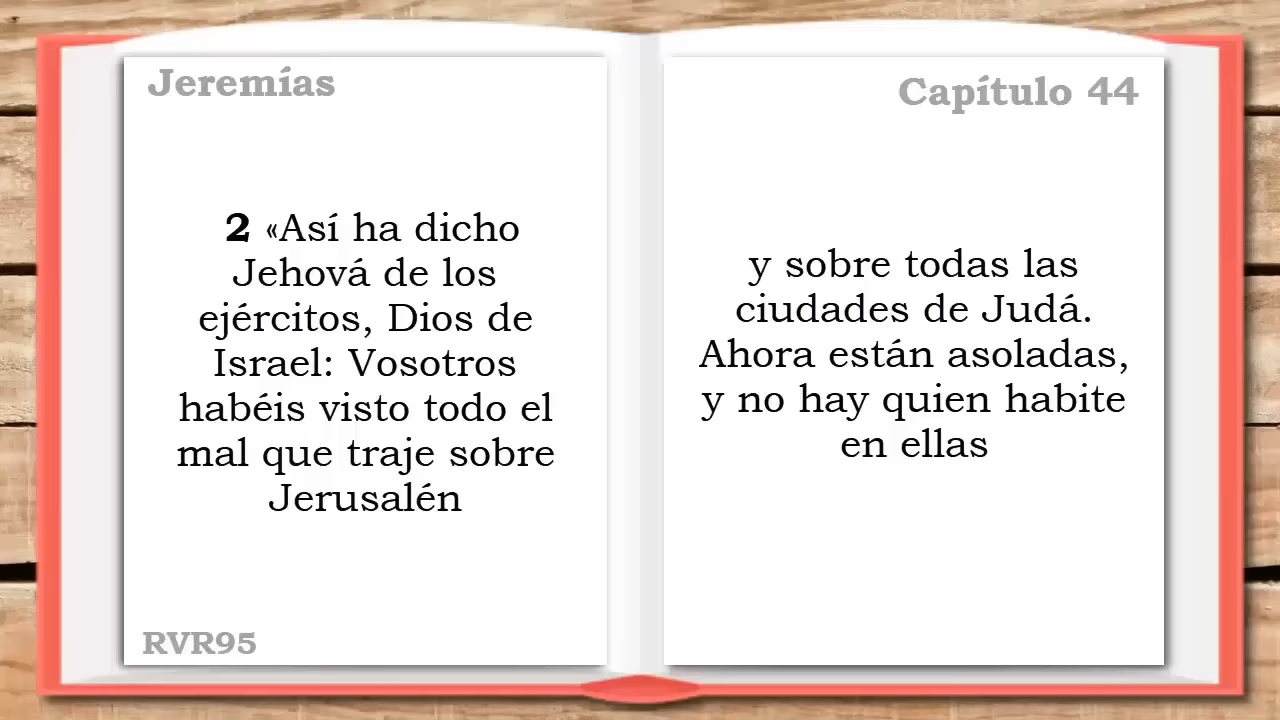 Jeremías
Capítulo 44
2 «Así ha dicho
Jehová de los
ejércitos, Dios de
Israel: Vosotros
habéis visto todo el
mal que traje sobre
Jerusalén
y sobre todas las
ciudades de Judá.
Ahora están asoladas,
y no hay quien habite
en ellas
RVR95